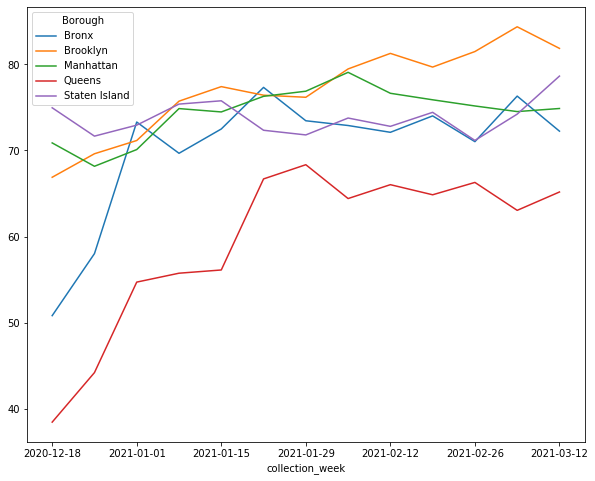 Borough
Bronx
Brooklyn
Manhattan
Queens
Staten Island
80
70
60
50
40
2020-12-18 2021-01-01 2021-01-15 2021-01-29 2021-02-12 2021-02-26 2021-03-12
collection_week